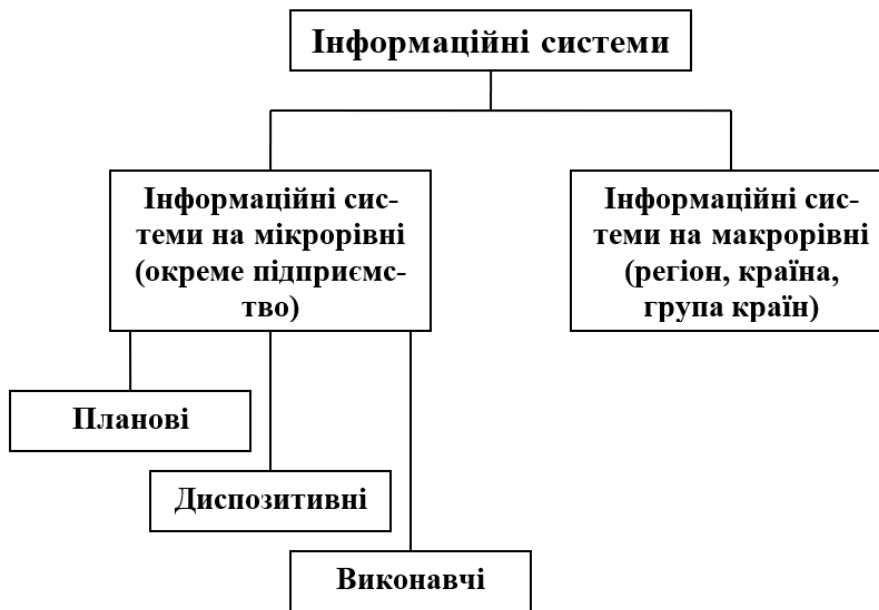 Інформаційні системи
Інформаційні сис-
теми на мікрорівні
(окреме підприємс-
тво)
Інформаційні сис-
теми на макрорівні
(регіон, країна,
група країн)
Планові
Диспозитивні
Виконавчі